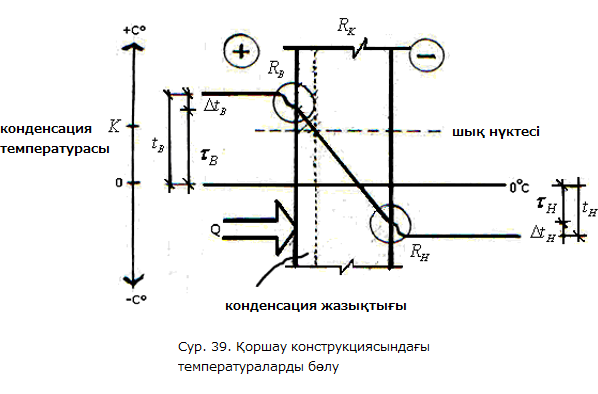 +С°
R_K
+
−
R_B
Δt_B
конденсация
температурасы
K
t_B
τ_B
шық нүктесі
0
0°C
τ_H
t_H
Q
Δt_H
R_H
−С°
конденсация жазықтығы
Сур. 39. Қоршау конструкциясындағы
температураларды бөлу